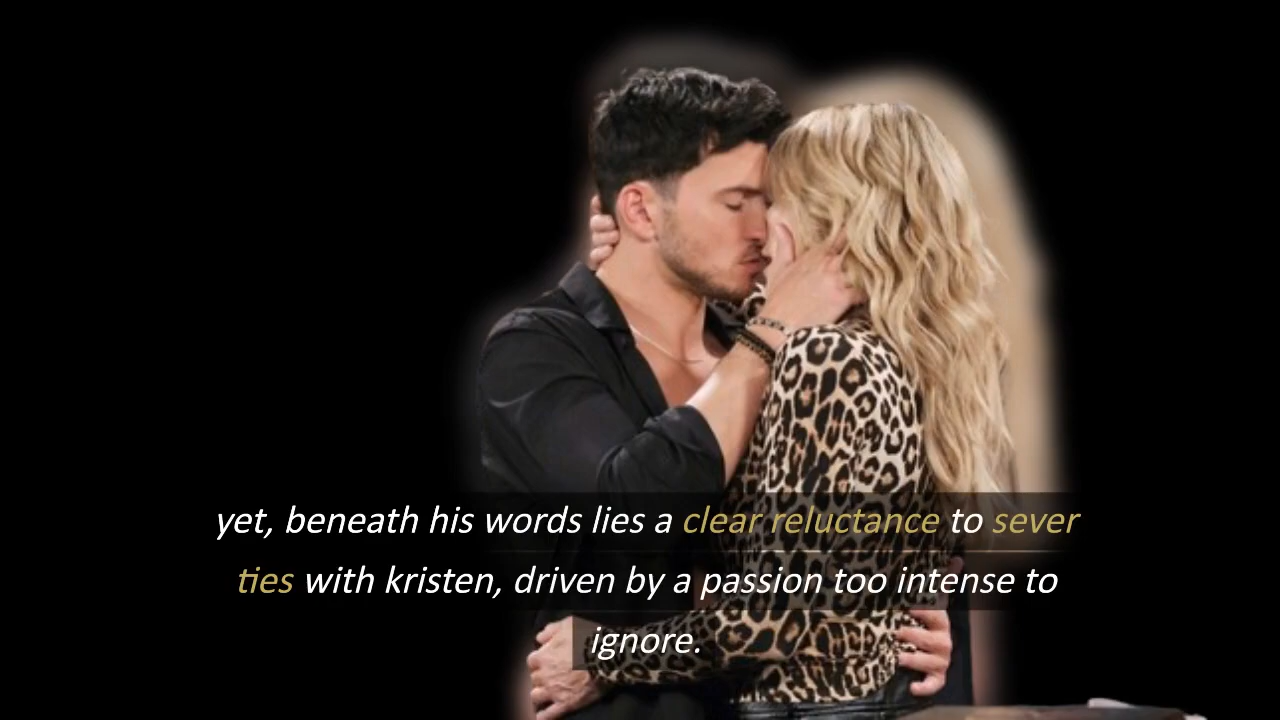 yet, beneath his words lies a clear reluctance to sever
ties with kristen, driven by a passion too intense to
ignore.